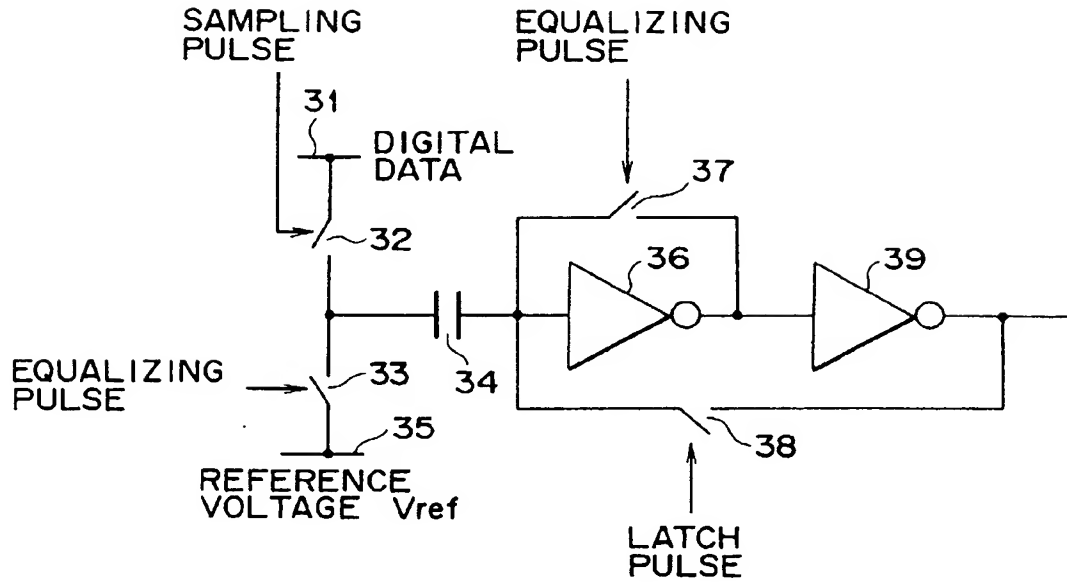 SAMPLING
PULSE
EQUALIZING
PULSE
31
DIGITAL
DATA
37
32
36
39
34
EQUALIZING
PULSE
33
38
35
REFERENCE
VOLTAGE Vref
LATCH
PULSE